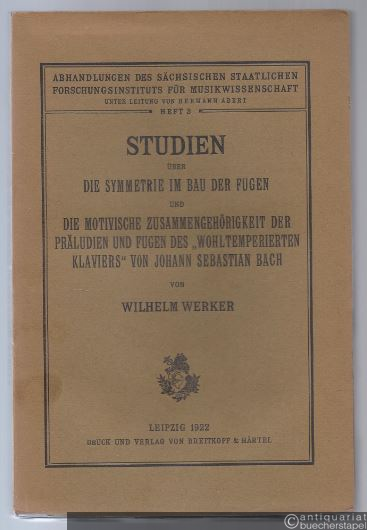 ABHANDLUNGEN DES SÄCHSISCHEN STAATLICHEN
FORSCHUNGSINSTITUTS FÜR MUSIKWISSENSCHAFT
UNTER LEITUNG VON HERMANN ABERT
HEFT 3
STUDIEN
ÜBER
DIE SYMMETRIE IM BAU DER FUGEN
UND
DIE MOTIVISCHE ZUSAMMENGEHÖRIGKEIT DER
PRÄLUDIEN UND FUGEN DES „WOHLTEMPERIERTEN
KLAVIERS“ VON JOHANN SEBASTIAN BACH
VON
WILHELM WERKER
LEIPZIG 1922
DRUCK UND VERLAG VON BREITKOPF & HÄRTEL
antiquariat
buecherstapel